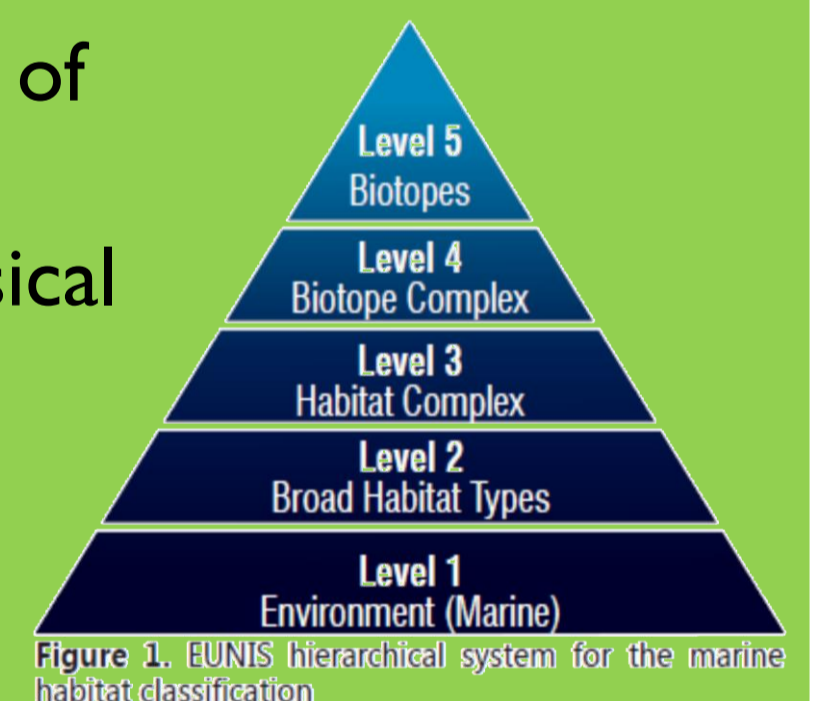 of
sical
Level 5
Biotopes
Level 4
Biotope Complex
Level 3
Habitat Complex
Level 2
Broad Habitat Types
Level 1
Environment (Marine)
Figure 1. EUNIS hierarchical system for the marine
habitat classification